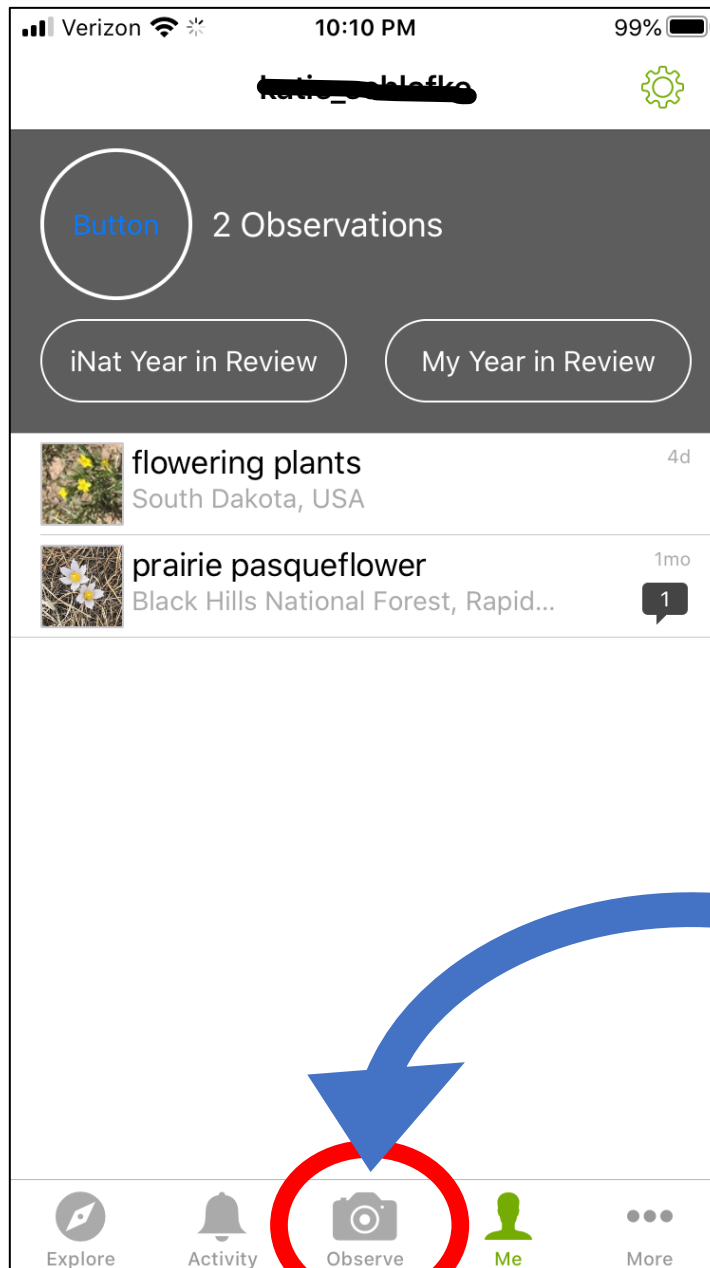 Verizon 10:10 PM 99%
Button 2 Observations
iNat Year in Review My Year in Review
flowering plants 4d
South Dakota, USA
prairie pasqueflower 1mo
Black Hills National Forest, Rapid... 1
Explore Activity Observe Me More